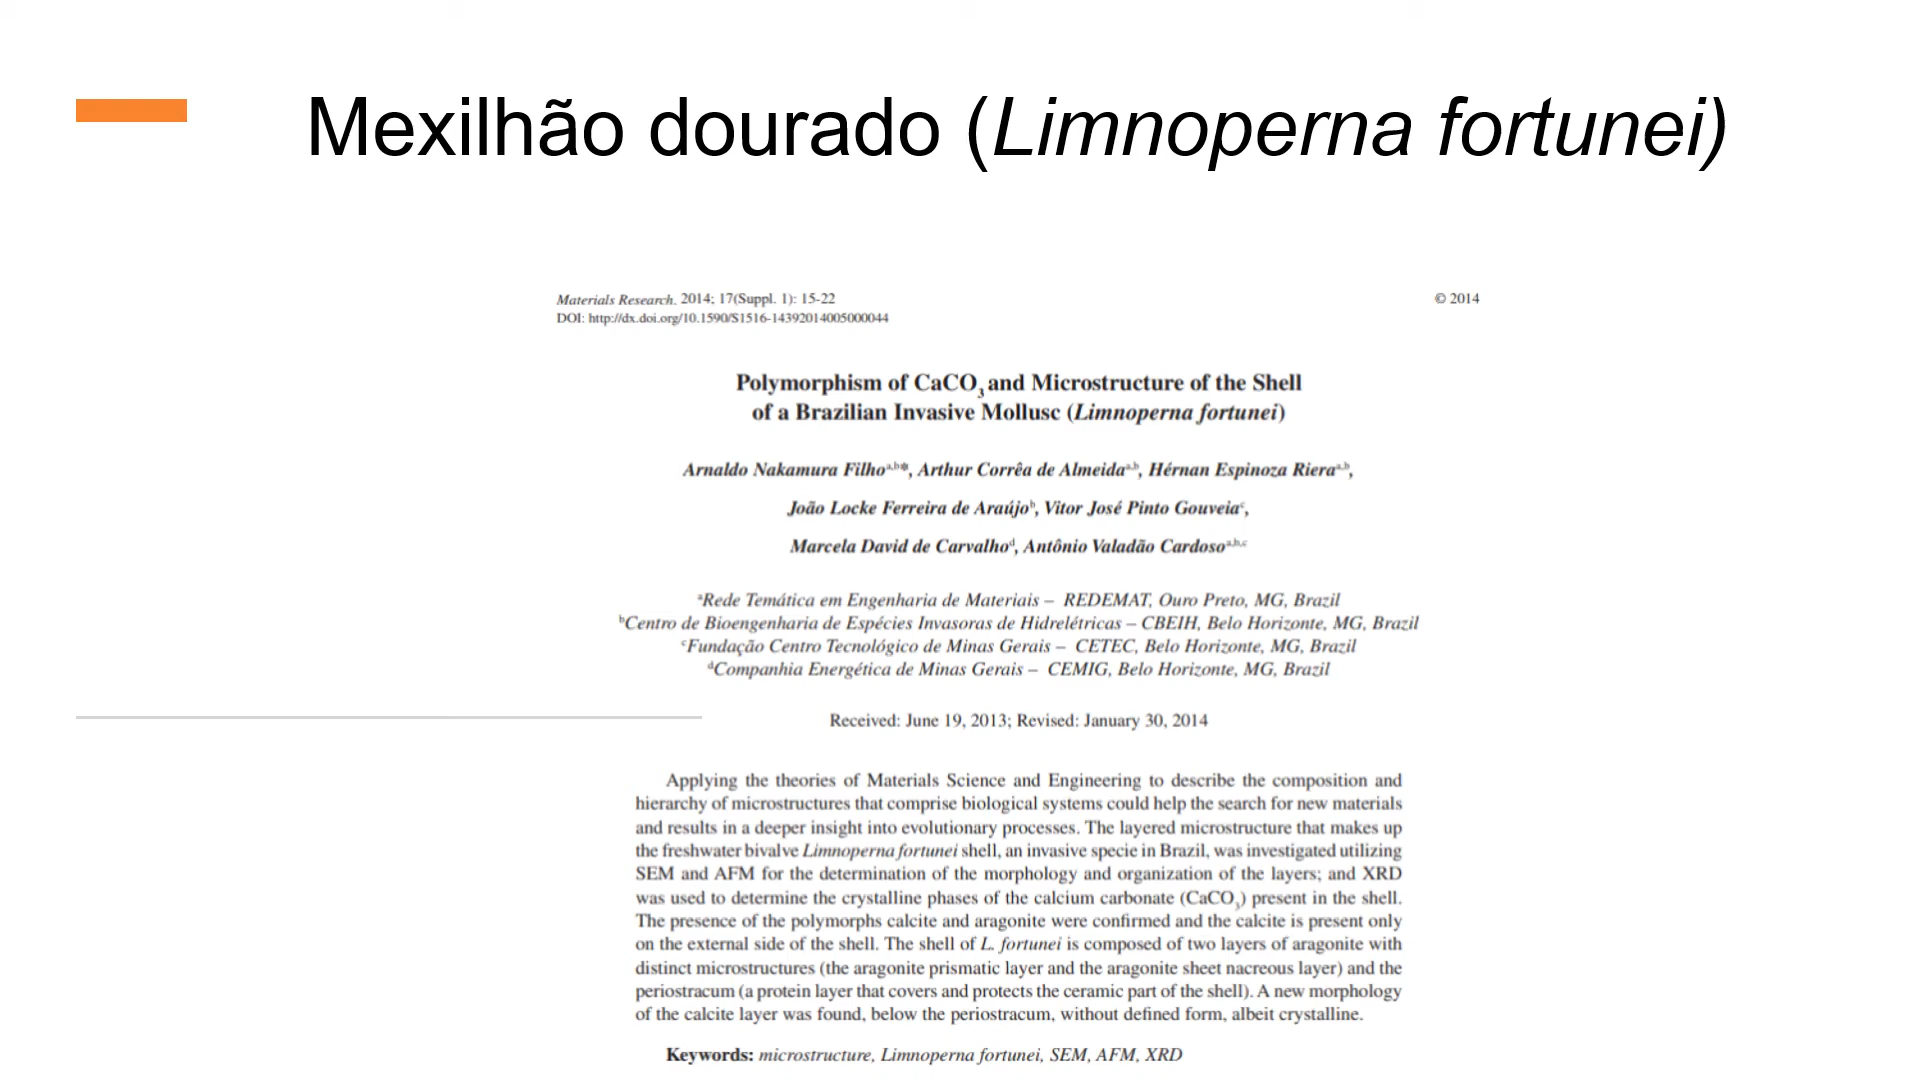 Mexilhão dourado (Limnoperna fortunei)
Materials Research. 2014; 17(Suppl. 1): 15-22
© 2014
DOI: http://dx.doi.org/10.1590/S1516-14392014005000044
Polymorphism of CaCO₃ and Microstructure of the Shell
of a Brazilian Invasive Mollusc (Limnoperna fortunei)
Arnaldo Nakamura Filhoᵃ,ᵇ*, Arthur Corrêa de Almeidaᵃ,ᵇ, Hérnan Espinoza Rieraᵃ,ᵇ,
João Locke Ferreira de Araújoᵇ, Vitor José Pinto Gouveiaᶜ,
Marcela David de Carvalhoᵈ, Antônio Valadão Cardosoᵃ,ᵇ,ᶜ
ᵃRede Temática em Engenharia de Materiais – REDEMAT, Ouro Preto, MG, Brazil
ᵇCentro de Bioengenharia de Espécies Invasoras de Hidrelétricas – CBEIH, Belo Horizonte, MG, Brazil
ᶜFundação Centro Tecnológico de Minas Gerais – CETEC, Belo Horizonte, MG, Brazil
ᵈCompanhia Energética de Minas Gerais – CEMIG, Belo Horizonte, MG, Brazil
Received: June 19, 2013; Revised: January 30, 2014
Applying the theories of Materials Science and Engineering to describe the composition and
hierarchy of microstructures that comprise biological systems could help the search for new materials
and results in a deeper insight into evolutionary processes. The layered microstructure that makes up
the freshwater bivalve Limnoperna fortunei shell, an invasive specie in Brazil, was investigated utilizing
SEM and AFM for the determination of the morphology and organization of the layers; and XRD
was used to determine the crystalline phases of the calcium carbonate (CaCO₃) present in the shell.
The presence of the polymorphs calcite and aragonite were confirmed and the calcite is present only
on the external side of the shell. The shell of L. fortunei is composed of two layers of aragonite with
distinct microstructures (the aragonite prismatic layer and the aragonite sheet nacreous layer) and the
periostracum (a protein layer that covers and protects the ceramic part of the shell). A new morphology
of the calcite layer was found, below the periostracum, without defined form, albeit crystalline.
Keywords: microstructure, Limnoperna fortunei, SEM, AFM, XRD